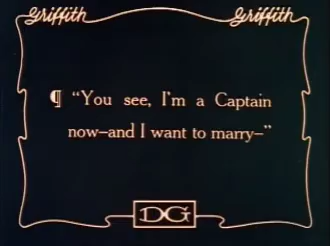 Griffith Griffith
¶ "You see, I'm a Captain
now—and I want to marry—"
DG